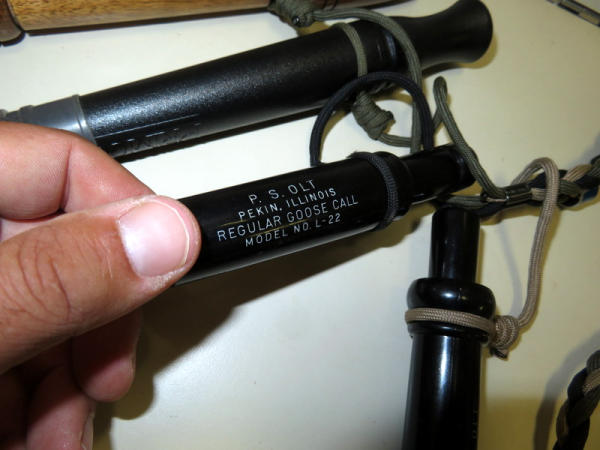 P. S. OLT
PEKIN, ILLINOIS
REGULAR GOOSE CALL
MODEL NO. L-22